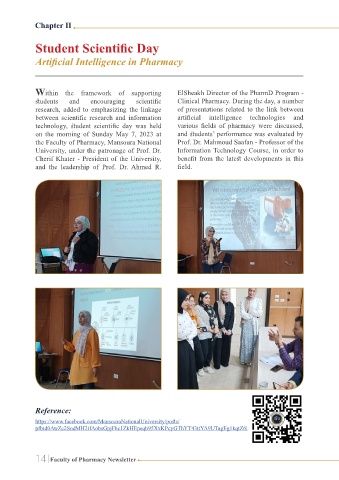 Chapter II
Student Scientific Day
Artificial Intelligence in Pharmacy
Within the framework of supporting
students and encouraging scientific
research, added to emphasizing the linkage
between scientific research and information
technology, student scientific day was held
on the morning of Sunday May 7, 2023 at
the Faculty of Pharmacy, Mansoura National
University, under the patronage of Prof. Dr.
Cherif Khater - President of the University,
and the leadership of Prof. Dr. Ahmed R.
ElSheakh Director of the PharmD Program -
Clinical Pharmacy. During the day, a number
of presentations related to the link between
artificial intelligence technologies and
various fields of pharmacy were discussed,
and students' performance was evaluated by
Prof. Dr. Mahmoud Saafan - Professor of the
Information Technology Course, in order to
benefit from the latest developments in this
field.
Reference:
https://www.facebook.com/MansouraNationalUniversity/posts/
14 Faculty of Pharmacy Newsletter